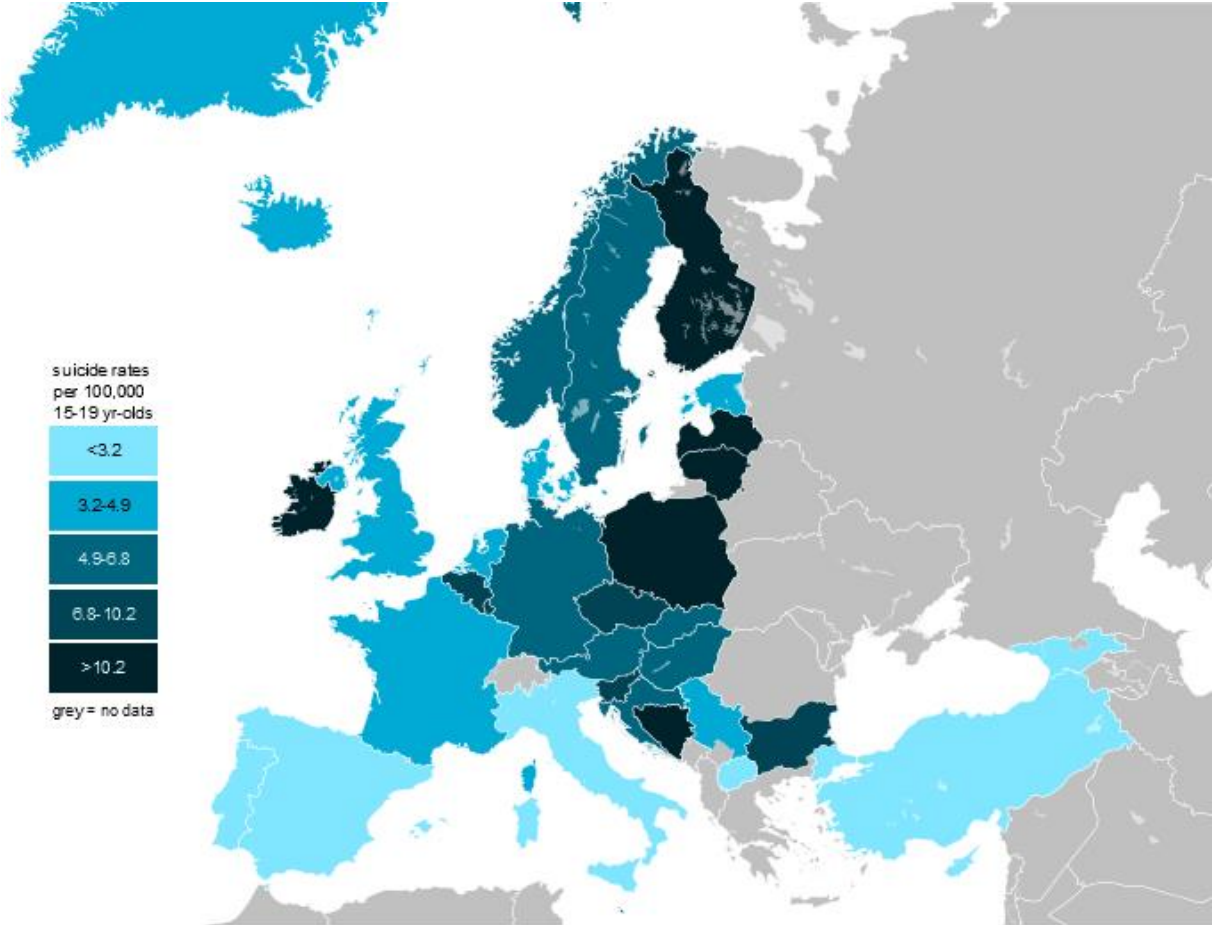 suicide rates
per 100,000
15-19 yr-olds
<3.2
3.2-4.9
4.9-6.8
6.8-10.2
>10.2
grey = no data